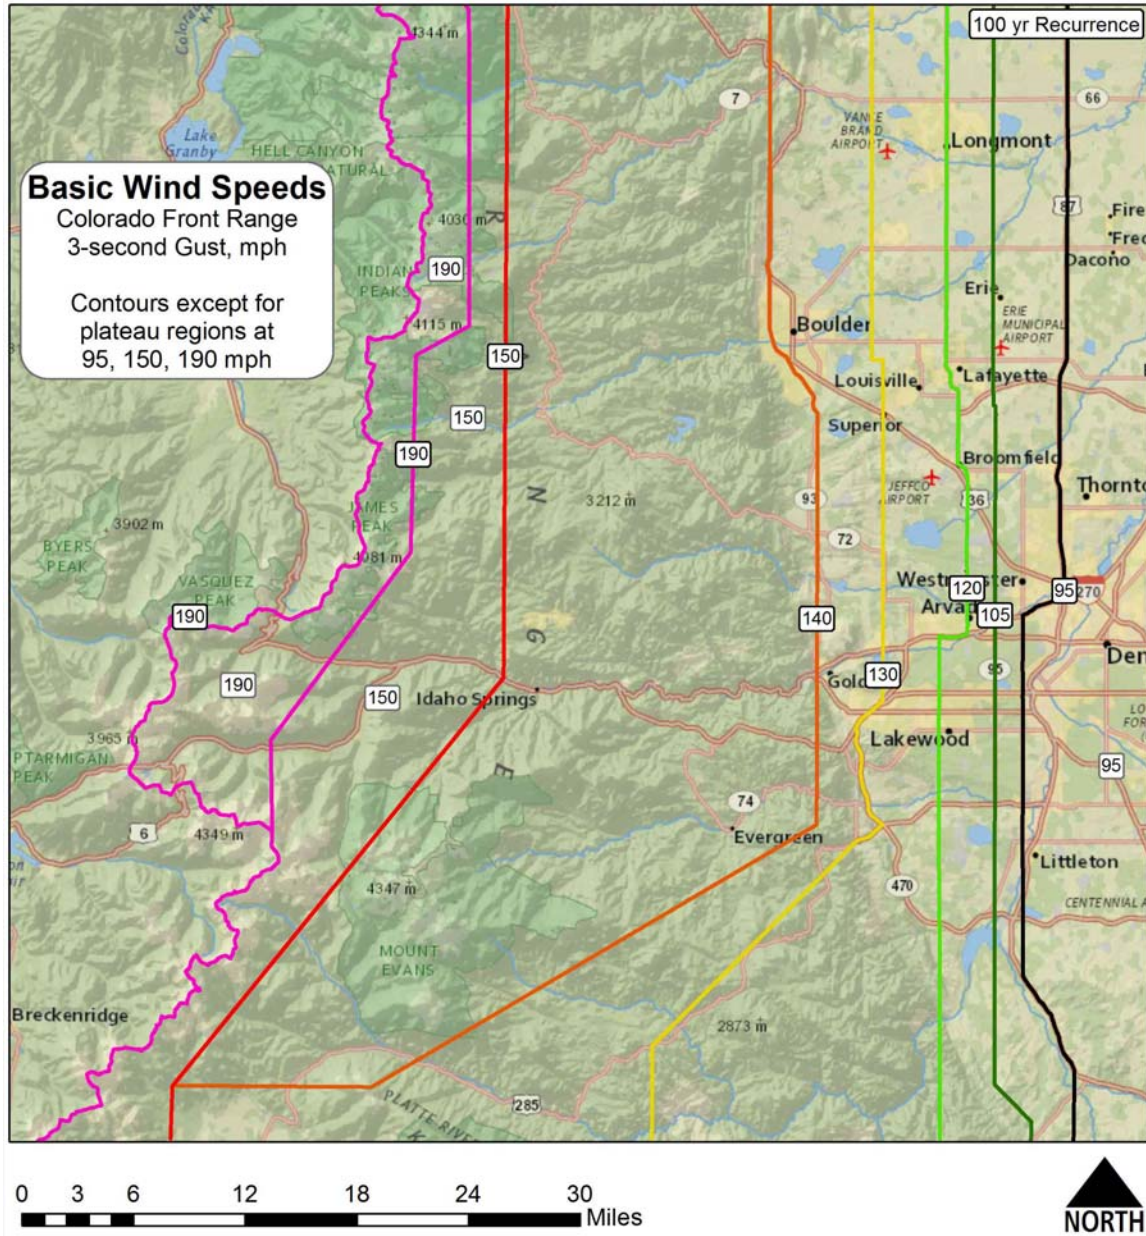 100 yr Recurrence
4344 m
7
66
VANCE
BRAND
AIRPORT
Longmont
Lake
Granby
HELL CANYON
NATURAL
Basic Wind Speeds
Colorado Front Range
3-second Gust, mph
Contours except for
plateau regions at
95, 150, 190 mph
R
87
Fire
Frec
Dacono
190
INDIAN
PEAKS
Erie
ERIE
MUNICIPAL
AIRPORT
4115 m
Boulder
150
Louisville
Lafayette
150
Superior
190
Broomfield
JEFFCO
AIRPORT
36
Thornto
N
3212 m
93
JAMES
PEAK
3902 m
72
BYERS
PEAK
4081 m
VASQUEZ
PEAK
Westminster
120
95
270
190
Arvada
105
140
G
Den
95
190
150
Idaho Springs
Golden
130
3965 m
Lakewood
PTARMIGAN
PEAK
E
95
74
6
4349 m
Evergreen
Littleton
4347 m
470
CENTENNIAL A
MOUNT
EVANS
Breckenridge
2873 m
285
PLATTE RIVER
0 3 6 12 18 24 30
Miles
NORTH